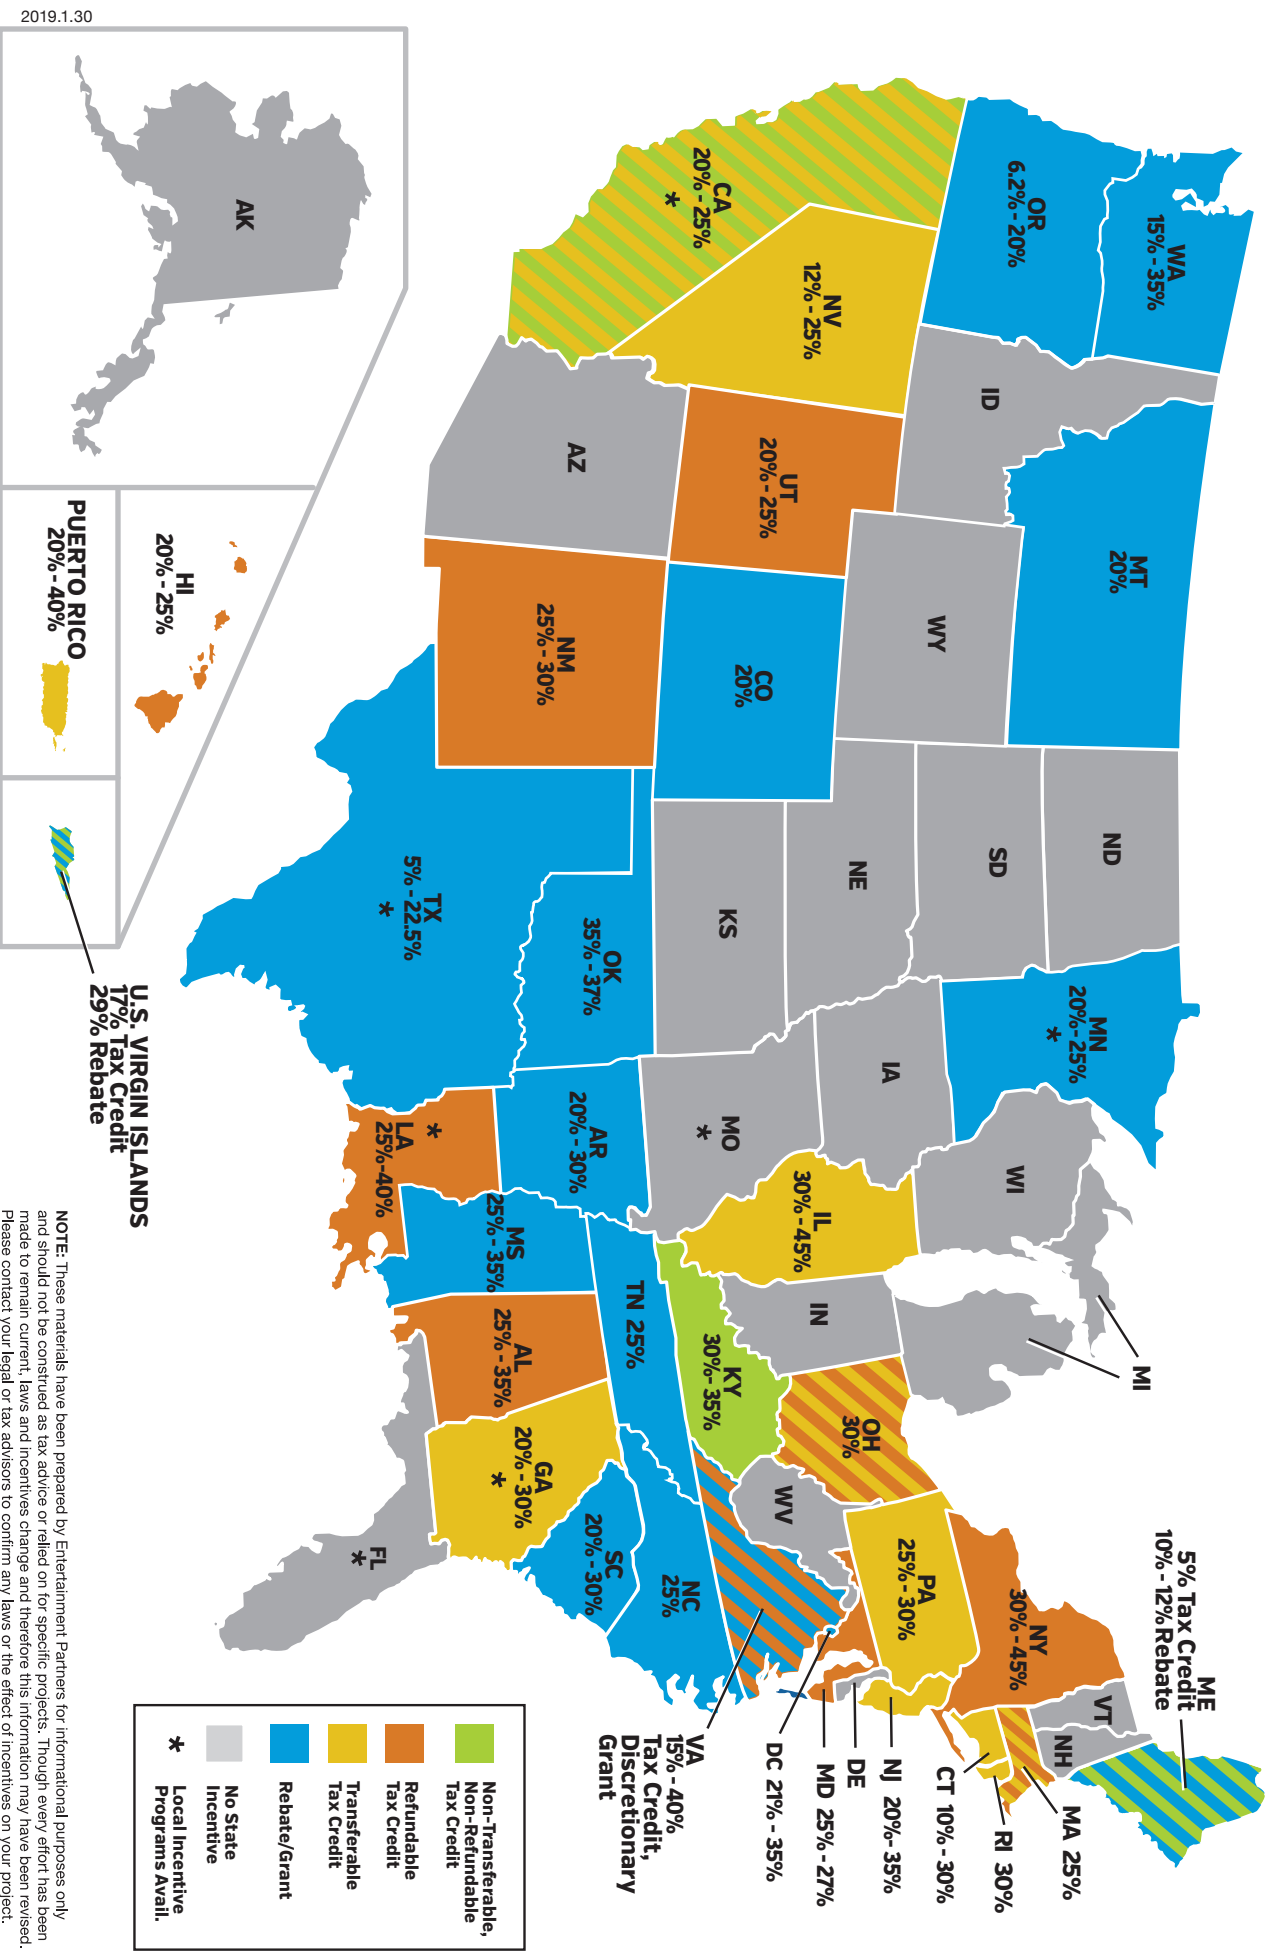 2019.1.30
WA
15% - 35%
OR
6.2% - 20%
CA
20% - 25%
*
NV
12% - 25%
ID
MT
20%
UT
20% - 25%
AZ
WY
CO
20%
NM
25% - 30%
ND
SD
NE
KS
OK
35% - 37%
TX
5% - 22.5%
*
MN
20% - 25%
*
IA
MO
*
AR
20% - 30%
*
LA
25% - 40%
WI
IL
30% - 45%
MS
25% - 35%
MI
IN
KY
30% - 35%
TN 25%
AL
25% - 35%
OH
30%
GA
20% - 30%
*
FL
*
WV
SC
20% - 30%
NC
25%
PA
25% - 30%
NY
30% - 45%
VT
NH
ME
5% Tax Credit
10% - 12% Rebate
MA 25%
RI 30%
CT 10% - 30%
NJ 20% - 35%
DE
MD 25% - 27%
DC 21% - 35%
VA
15% - 40%
Tax Credit,
Discretionary
Grant
AK
HI
20% - 25%
PUERTO RICO
20% - 40%
U.S. VIRGIN ISLANDS
17% Tax Credit
29% Rebate
Non-Transferable,
Non-Refundable
Tax Credit
Refundable
Tax Credit
Transferable
Tax Credit
Rebate/Grant
No State
Incentive
* Local Incentive
Programs Avail.
NOTE: These materials have been prepared by Entertainment Partners for informational purposes only
and should not be construed as tax advice or relied on for specific projects. Though every effort has been
made to remain current, laws and incentives change and therefore this information may have been revised.
Please contact your legal or tax advisors to confirm any laws or the effect of incentives on your project.